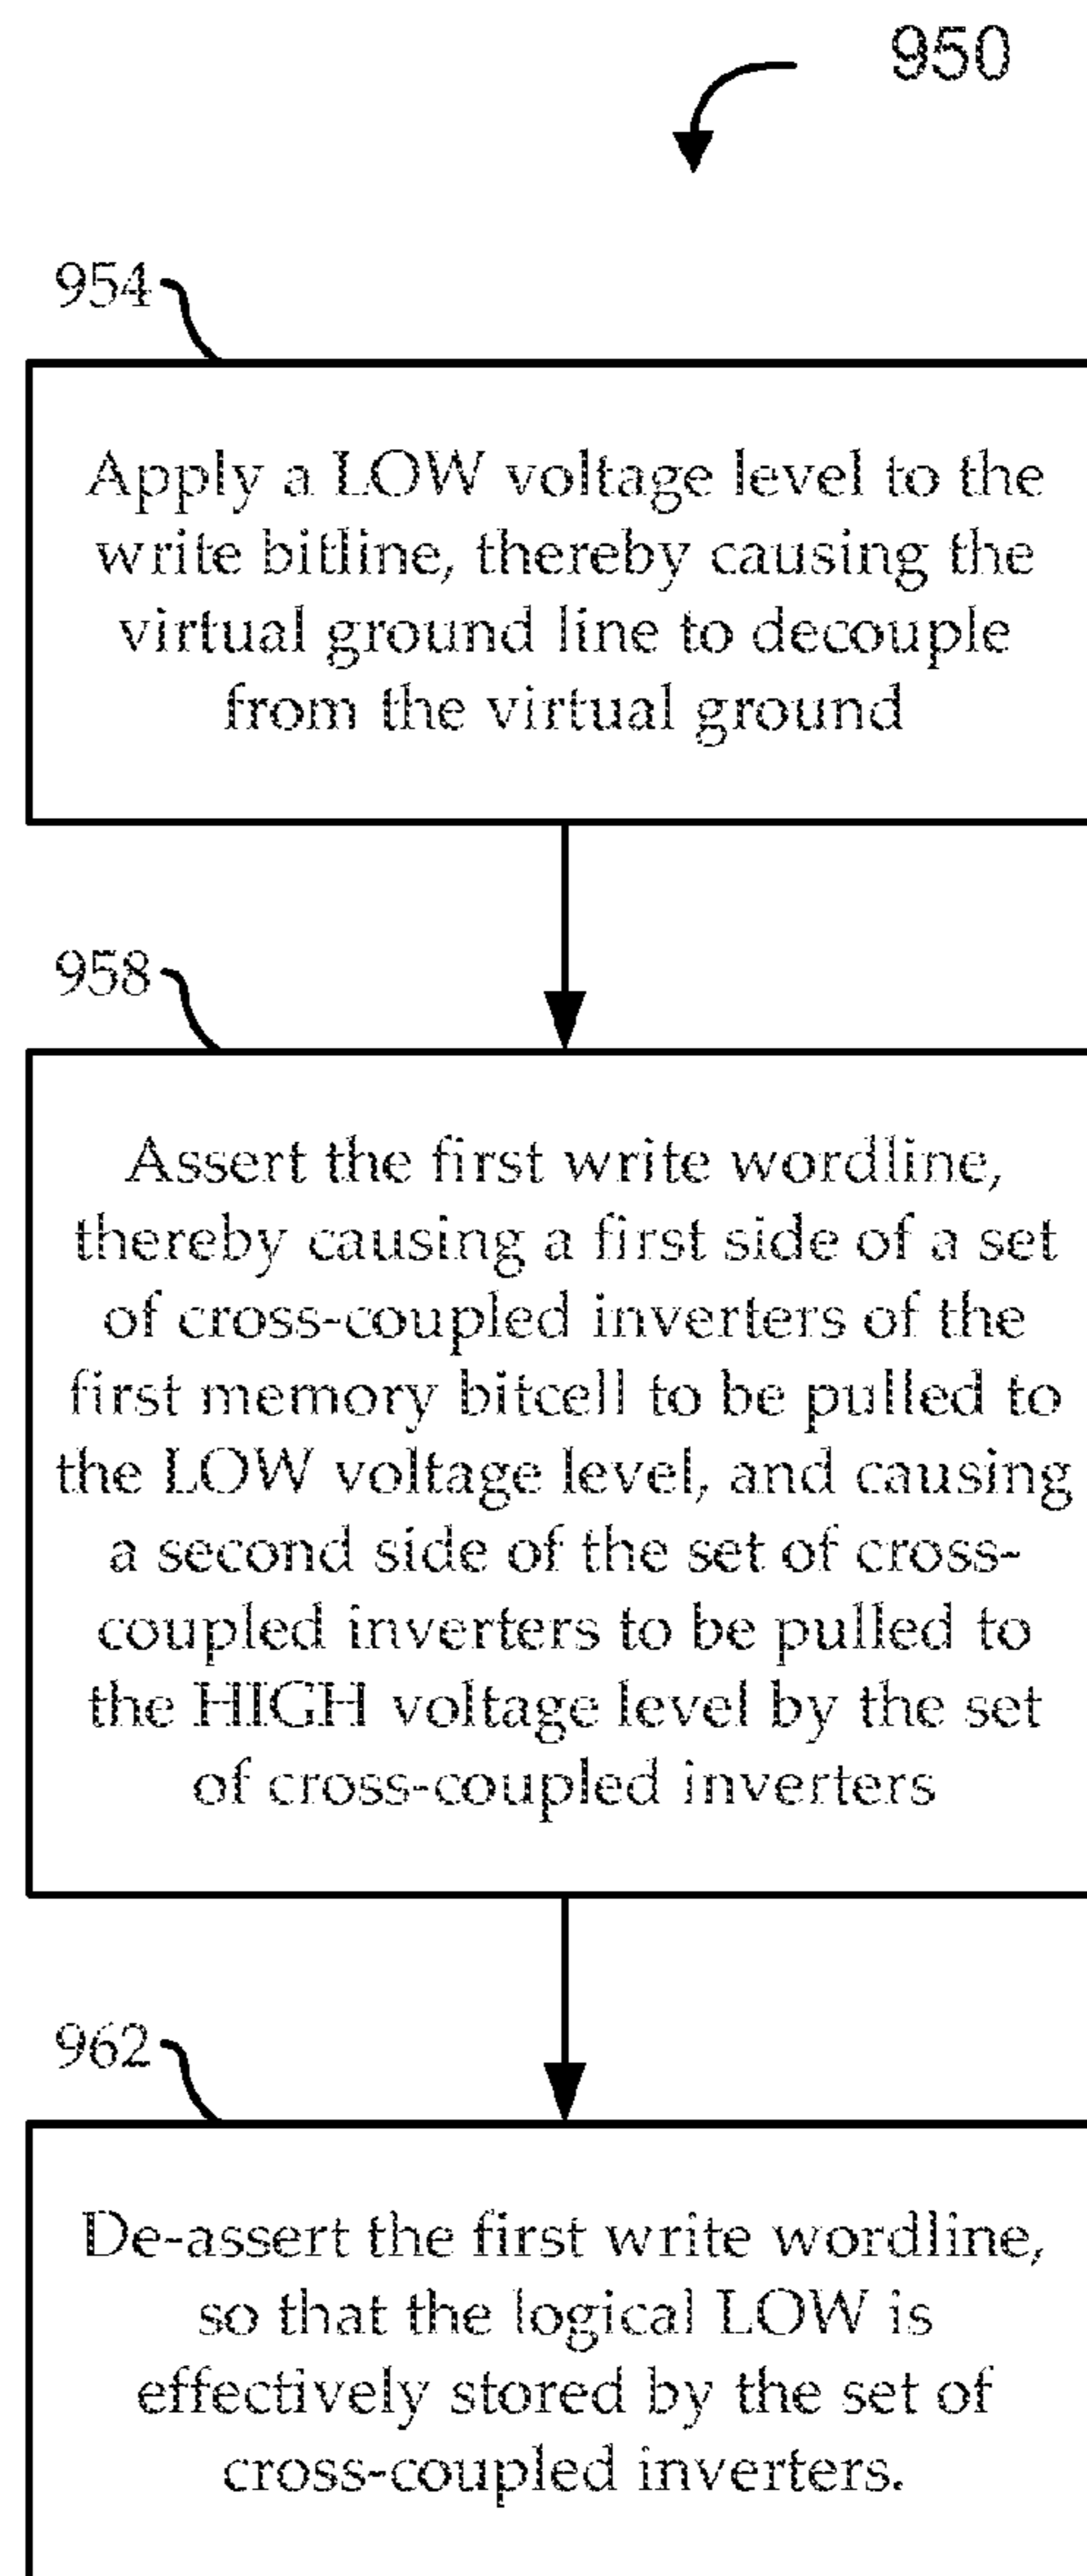 950
954
Apply a LOW voltage level to the
write bitline, thereby causing the
virtual ground line to decouple
from the virtual ground
958
Assert the first write wordline,
thereby causing a first side of a set
of cross-coupled inverters of the
first memory bitcell to be pulled to
the LOW voltage level, and causing
a second side of the set of cross-
coupled inverters to be pulled to
the HIGH voltage level by the set
of cross-coupled inverters
962
De-assert the first write wordline,
so that the logical LOW is
effectively stored by the set of
cross-coupled inverters.